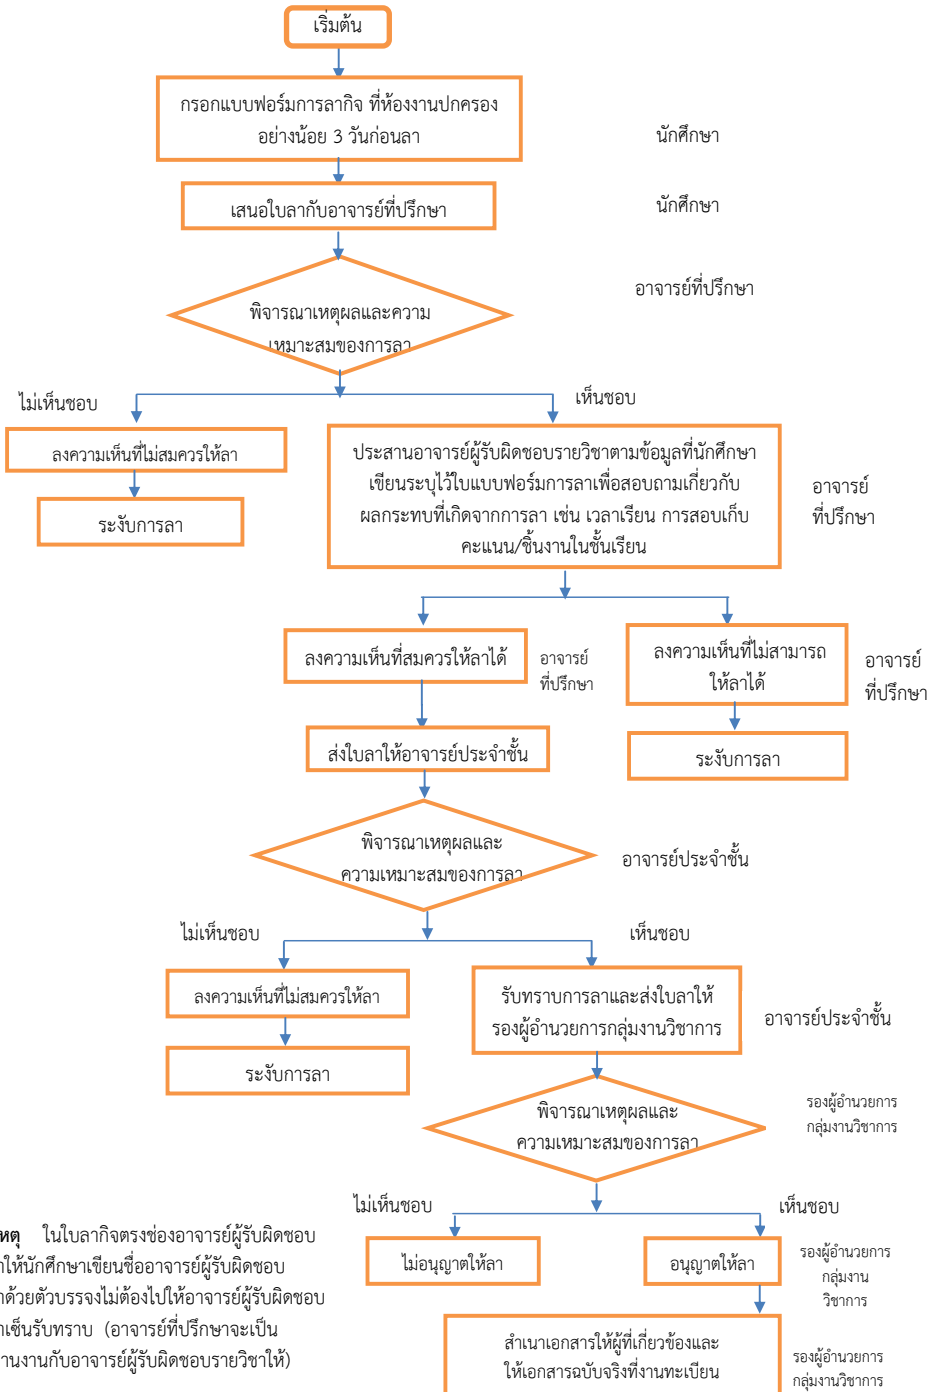 เริ่มต้น
กรอกแบบฟอร์มการลากิจ ที่ห้องงานปกครอง
อย่างน้อย 3 วันก่อนลา
นักศึกษา
เสนอใบลากับอาจารย์ที่ปรึกษา
นักศึกษา
อาจารย์ที่ปรึกษา
พิจารณาเหตุผลและความ
เหมาะสมของการลา
ไม่เห็นชอบ
เห็นชอบ
ลงความเห็นที่ไม่สมควรให้ลา
ระงับการลา
ประสานอาจารย์ผู้รับผิดชอบรายวิชาตามข้อมูลที่นักศึกษา
เขียนระบุไว้ใบแบบฟอร์มการลาเพื่อสอบถามเกี่ยวกับ
ผลกระทบที่เกิดจากการลา เช่น เวลาเรียน การสอบเก็บ
คะแนน/ชิ้นงานในชั้นเรียน
อาจารย์
ที่ปรึกษา
ลงความเห็นที่สมควรให้ลาได้
อาจารย์
ที่ปรึกษา
ลงความเห็นที่ไม่สามารถ
ให้ลาได้
อาจารย์
ที่ปรึกษา
ส่งใบลาให้อาจารย์ประจำชั้น
ระงับการลา
พิจารณาเหตุผลและ
ความเหมาะสมของการลา
อาจารย์ประจำชั้น
ไม่เห็นชอบ
เห็นชอบ
ลงความเห็นที่ไม่สมควรให้ลา
ระงับการลา
รับทราบการลาและส่งใบลาให้
รองผู้อำนวยการกลุ่มงานวิชาการ
อาจารย์ประจำชั้น
พิจารณาเหตุผลและ
ความเหมาะสมของการลา
รองผู้อำนวยการ
กลุ่มงานวิชาการ
ไม่เห็นชอบ
เห็นชอบ
ไม่อนุญาตให้ลา
อนุญาตให้ลา
รองผู้อำนวยการ
กลุ่มงาน
วิชาการ
สำเนาเอกสารให้ผู้ที่เกี่ยวข้องและ
ให้เอกสารฉบับจริงที่งานทะเบียน
รองผู้อำนวยการ
กลุ่มงานวิชาการ
หตุ ในใบลากิจตรงช่องอาจารย์ผู้รับผิดชอบ
ให้นักศึกษาเขียนชื่ออาจารย์ผู้รับผิดชอบ
ด้วยตัวบรรจงไม่ต้องไปให้อาจารย์ผู้รับผิดชอบ
เซ็นรับทราบ (อาจารย์ที่ปรึกษาจะเป็น
านงานกับอาจารย์ผู้รับผิดชอบรายวิชาให้)